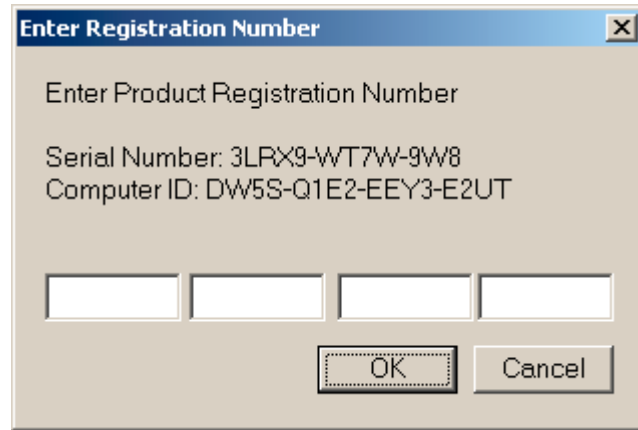 Enter Registration Number
Enter Product Registration Number
Serial Number: 3LRX9-WT7W-9W8
Computer ID: DW5S-Q1E2-EEY3-E2UT
OK
Cancel